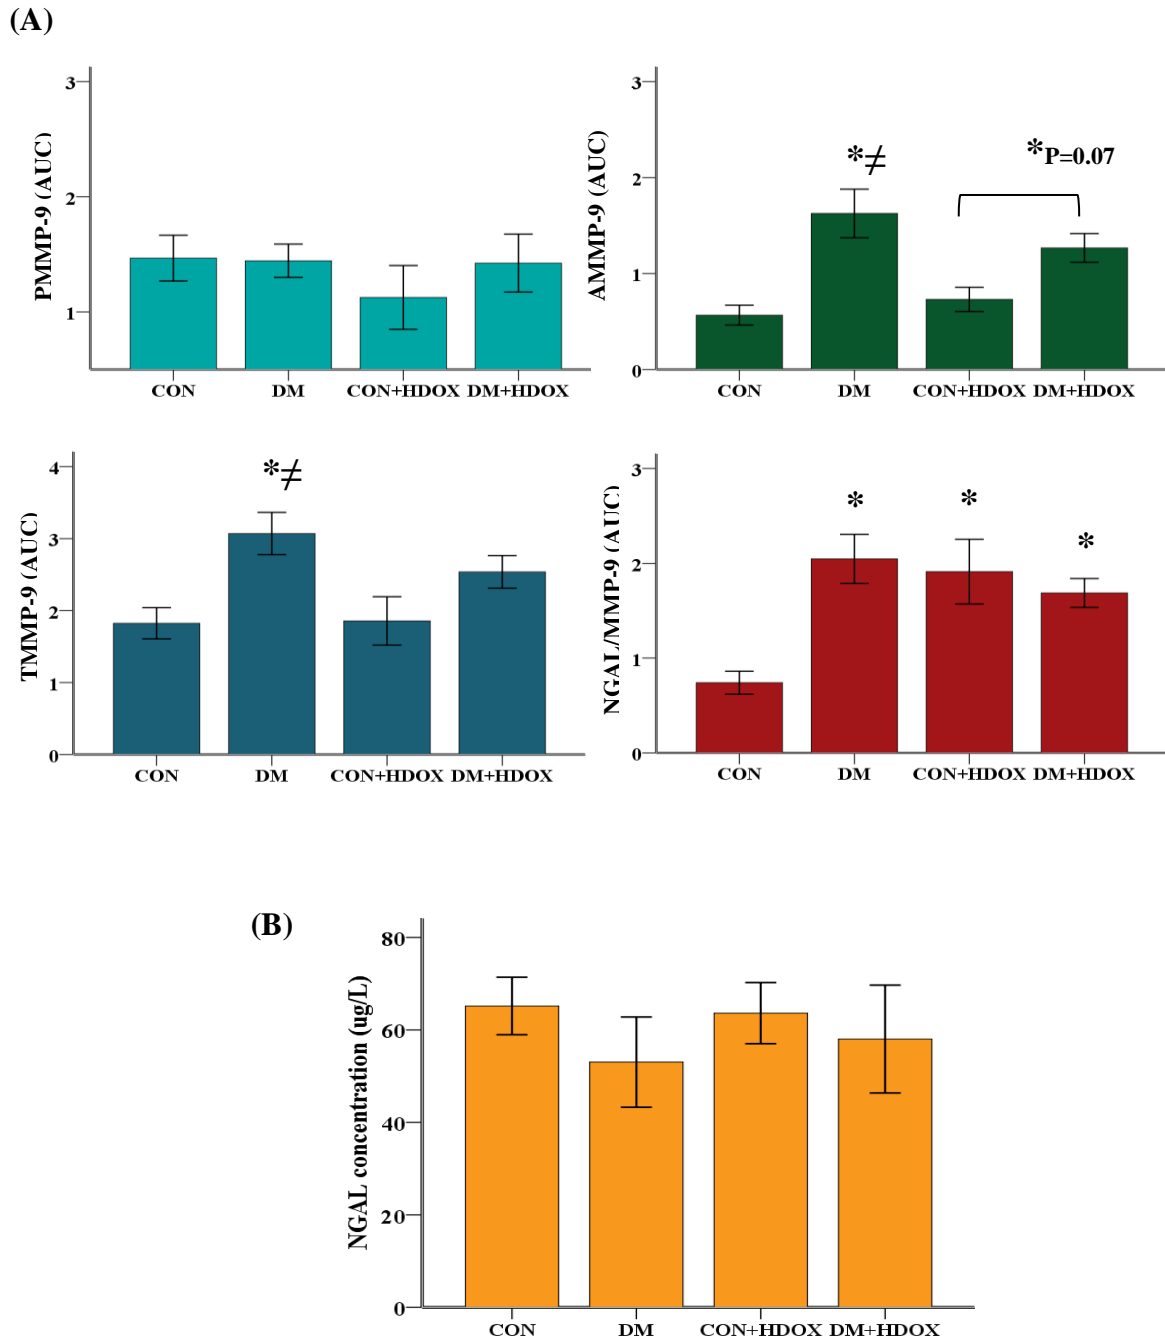 (A)
PMMP-9 (AUC)
3
2
1
CON DM CON+HDOX DM+HDOX
AMMP-9 (AUC)
3
2
1
0
*≠
*P=0.07
CON DM CON+HDOX DM+HDOX
TMMP-9 (AUC)
4
3
2
1
0
*≠
CON DM CON+HDOX DM+HDOX
NGAL/MMP-9 (AUC)
3
2
1
0
* * *
CON DM CON+HDOX DM+HDOX
(B)
NGAL concentration (ug/L)
80
60
40
20
0
CON DM CON+HDOX DM+HDOX